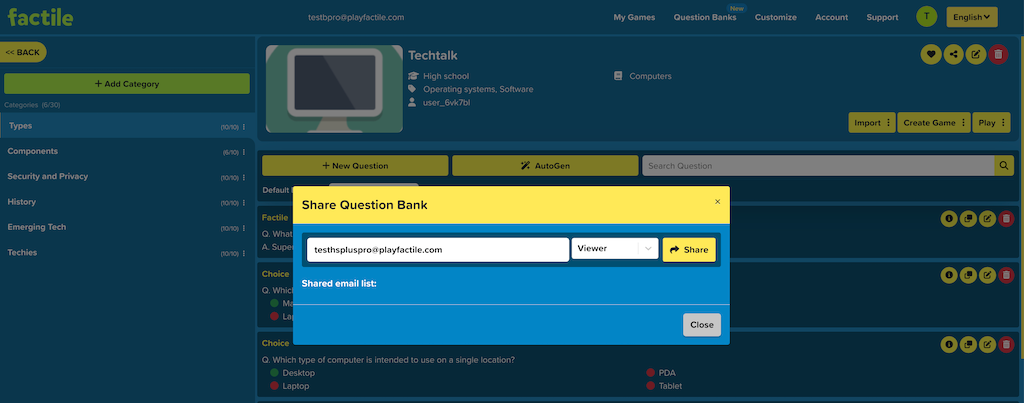 factile
testbpro@playfactile.com
My Games
Question Banks
New
Customize
Account
Support
T
English
<< BACK
+ Add Category
Categories (6/30)
Types (10/10)
Components (6/10)
Security and Privacy (10/10)
History (10/10)
Emerging Tech (10/10)
Techies (10/10)
Techtalk
High school
Computers
Operating systems, Software
user_6vk7bl
Import
Create Game
Play
+ New Question
AutoGen
Search Question
Default
Share Question Bank
×
testhspluspro@playfactile.com
Viewer
Share
Shared email list:
Close
Factile
Q. What
A. Super
Choice
Q. Which
Choice
Q. Which type of computer is intended to use on a single location?
Desktop
PDA
Laptop
Tablet